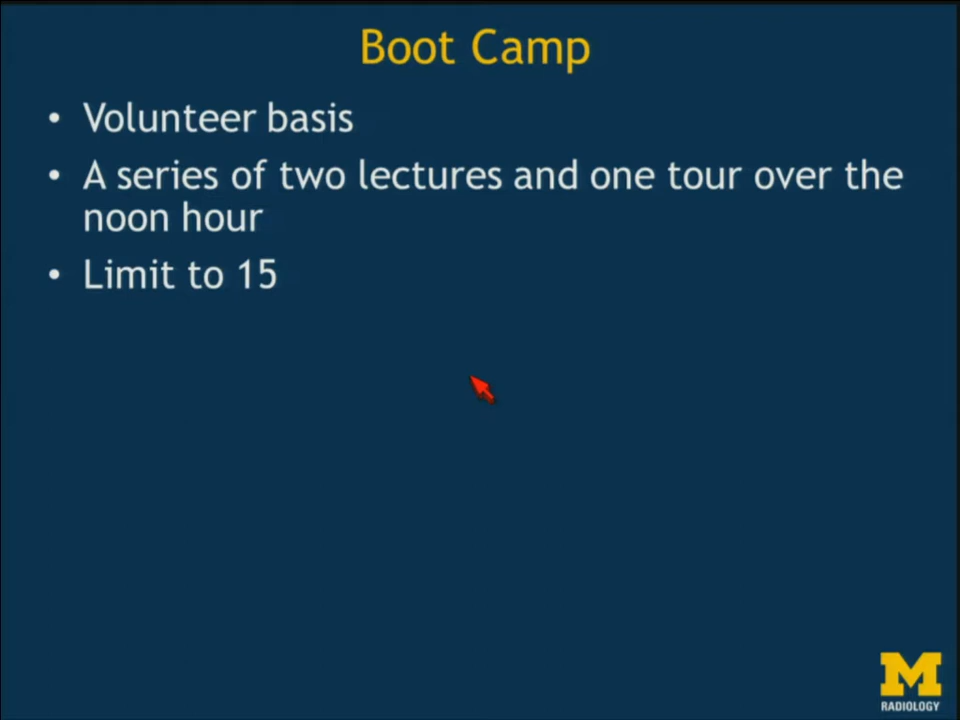 Boot Camp
• Volunteer basis
• A series of two lectures and one tour over the
noon hour
• Limit to 15
M
RADIOLOGY